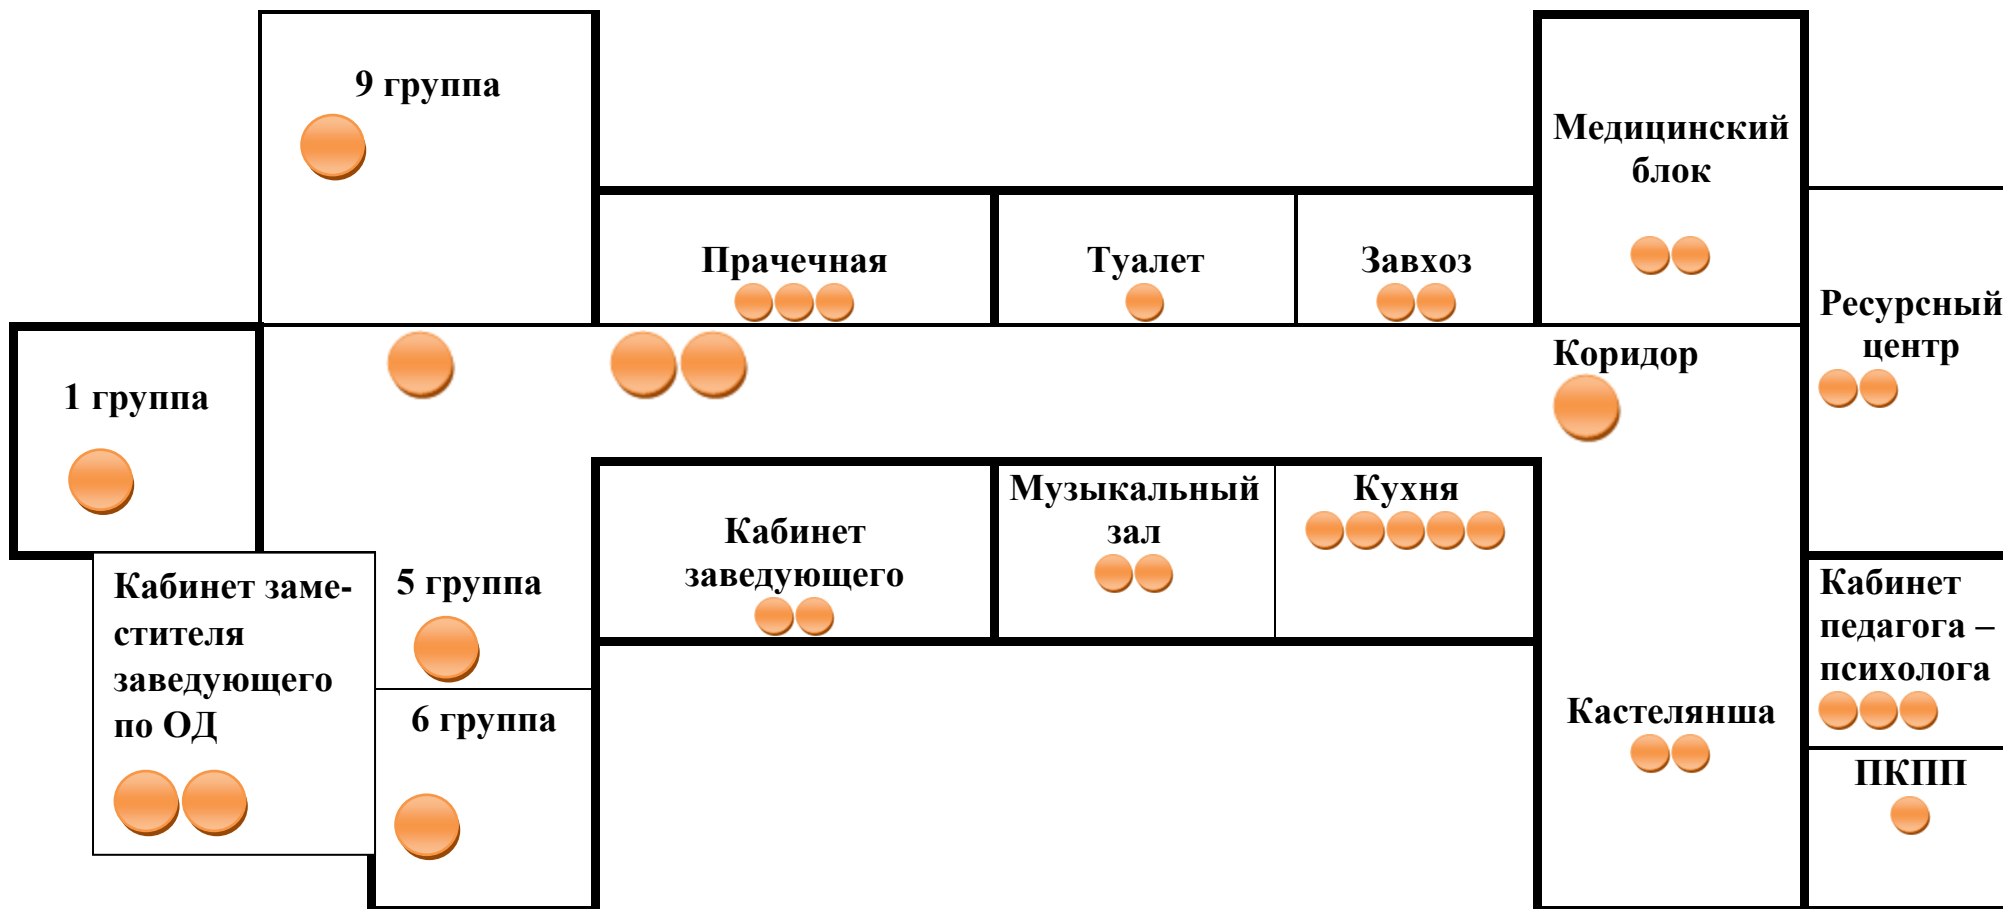 9 группа
Медицинский
блок
Прачечная
Туалет
Завхоз
Ресурсный
центр
Коридор
1 группа
Музыкальный
зал
Кухня
Кабинет
заведующего
Кабинет заме-
стителя
заведующего
по ОД
5 группа
6 группа
Кабинет
педагога –
психолога
Кастелянша
ПКПП